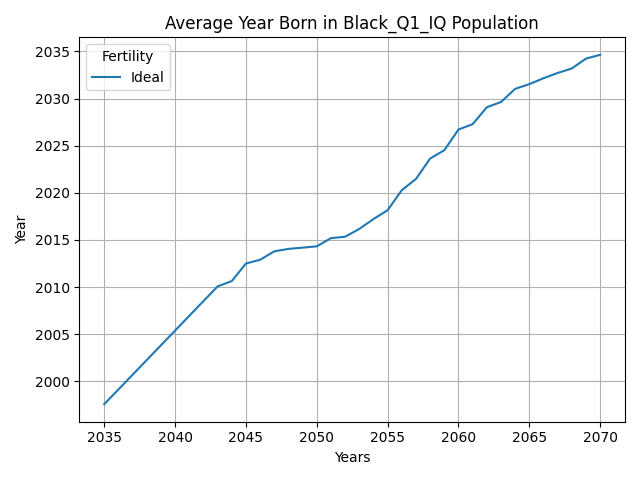 Average Year Born in Black_Q1_IQ Population
Fertility
Ideal
2035
2030
2025
2020
2015
2010
2005
2000
Year
2035 2040 2045 2050 2055 2060 2065 2070
Years